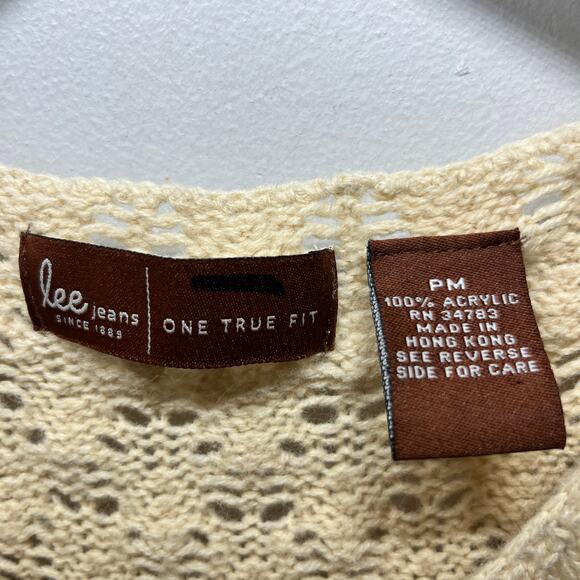 lee jeans
SINCE 1889
ONE TRUE FIT
PM
100% ACRYLIC
RN 34783
MADE IN
HONG KONG
SEE REVERSE
SIDE FOR CARE